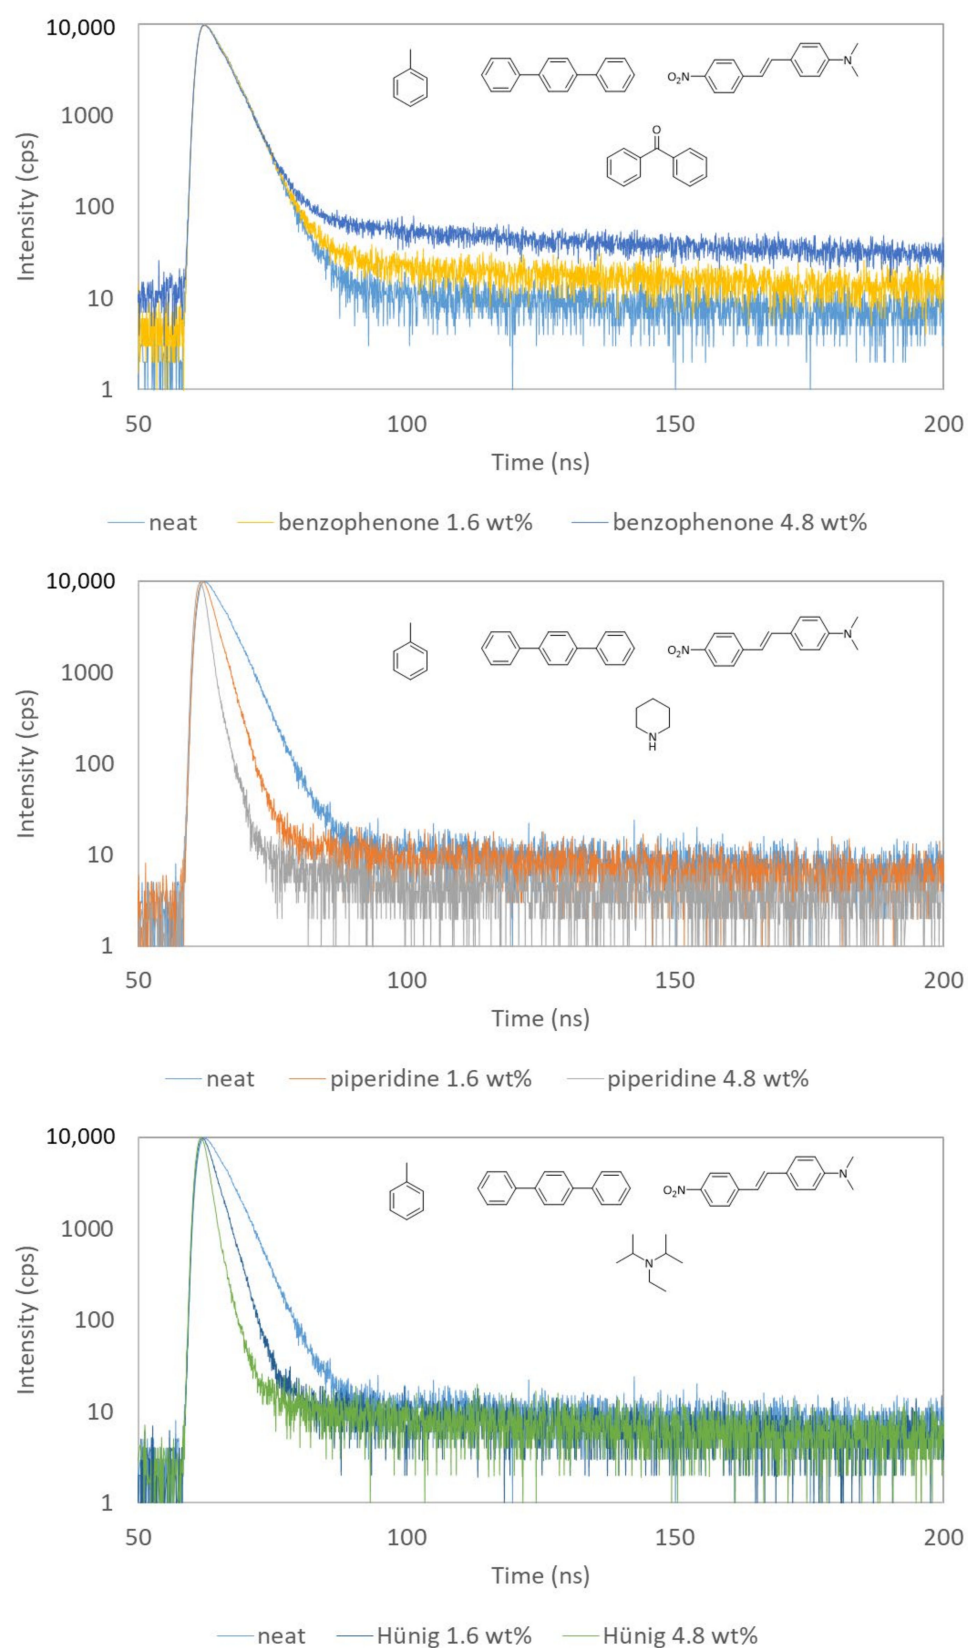 10,000
1000
100
10
1
Intensity (cps)
50 100 150 200
Time (ns)
O₂N
N
O
neat benzophenone 1.6 wt% benzophenone 4.8 wt%
10,000
1000
100
10
1
Intensity (cps)
50 100 150 200
Time (ns)
O₂N
N
N
H
neat piperidine 1.6 wt% piperidine 4.8 wt%
10,000
1000
100
10
1
Intensity (cps)
50 100 150 200
Time (ns)
O₂N
N
N
neat Hünig 1.6 wt% Hünig 4.8 wt%